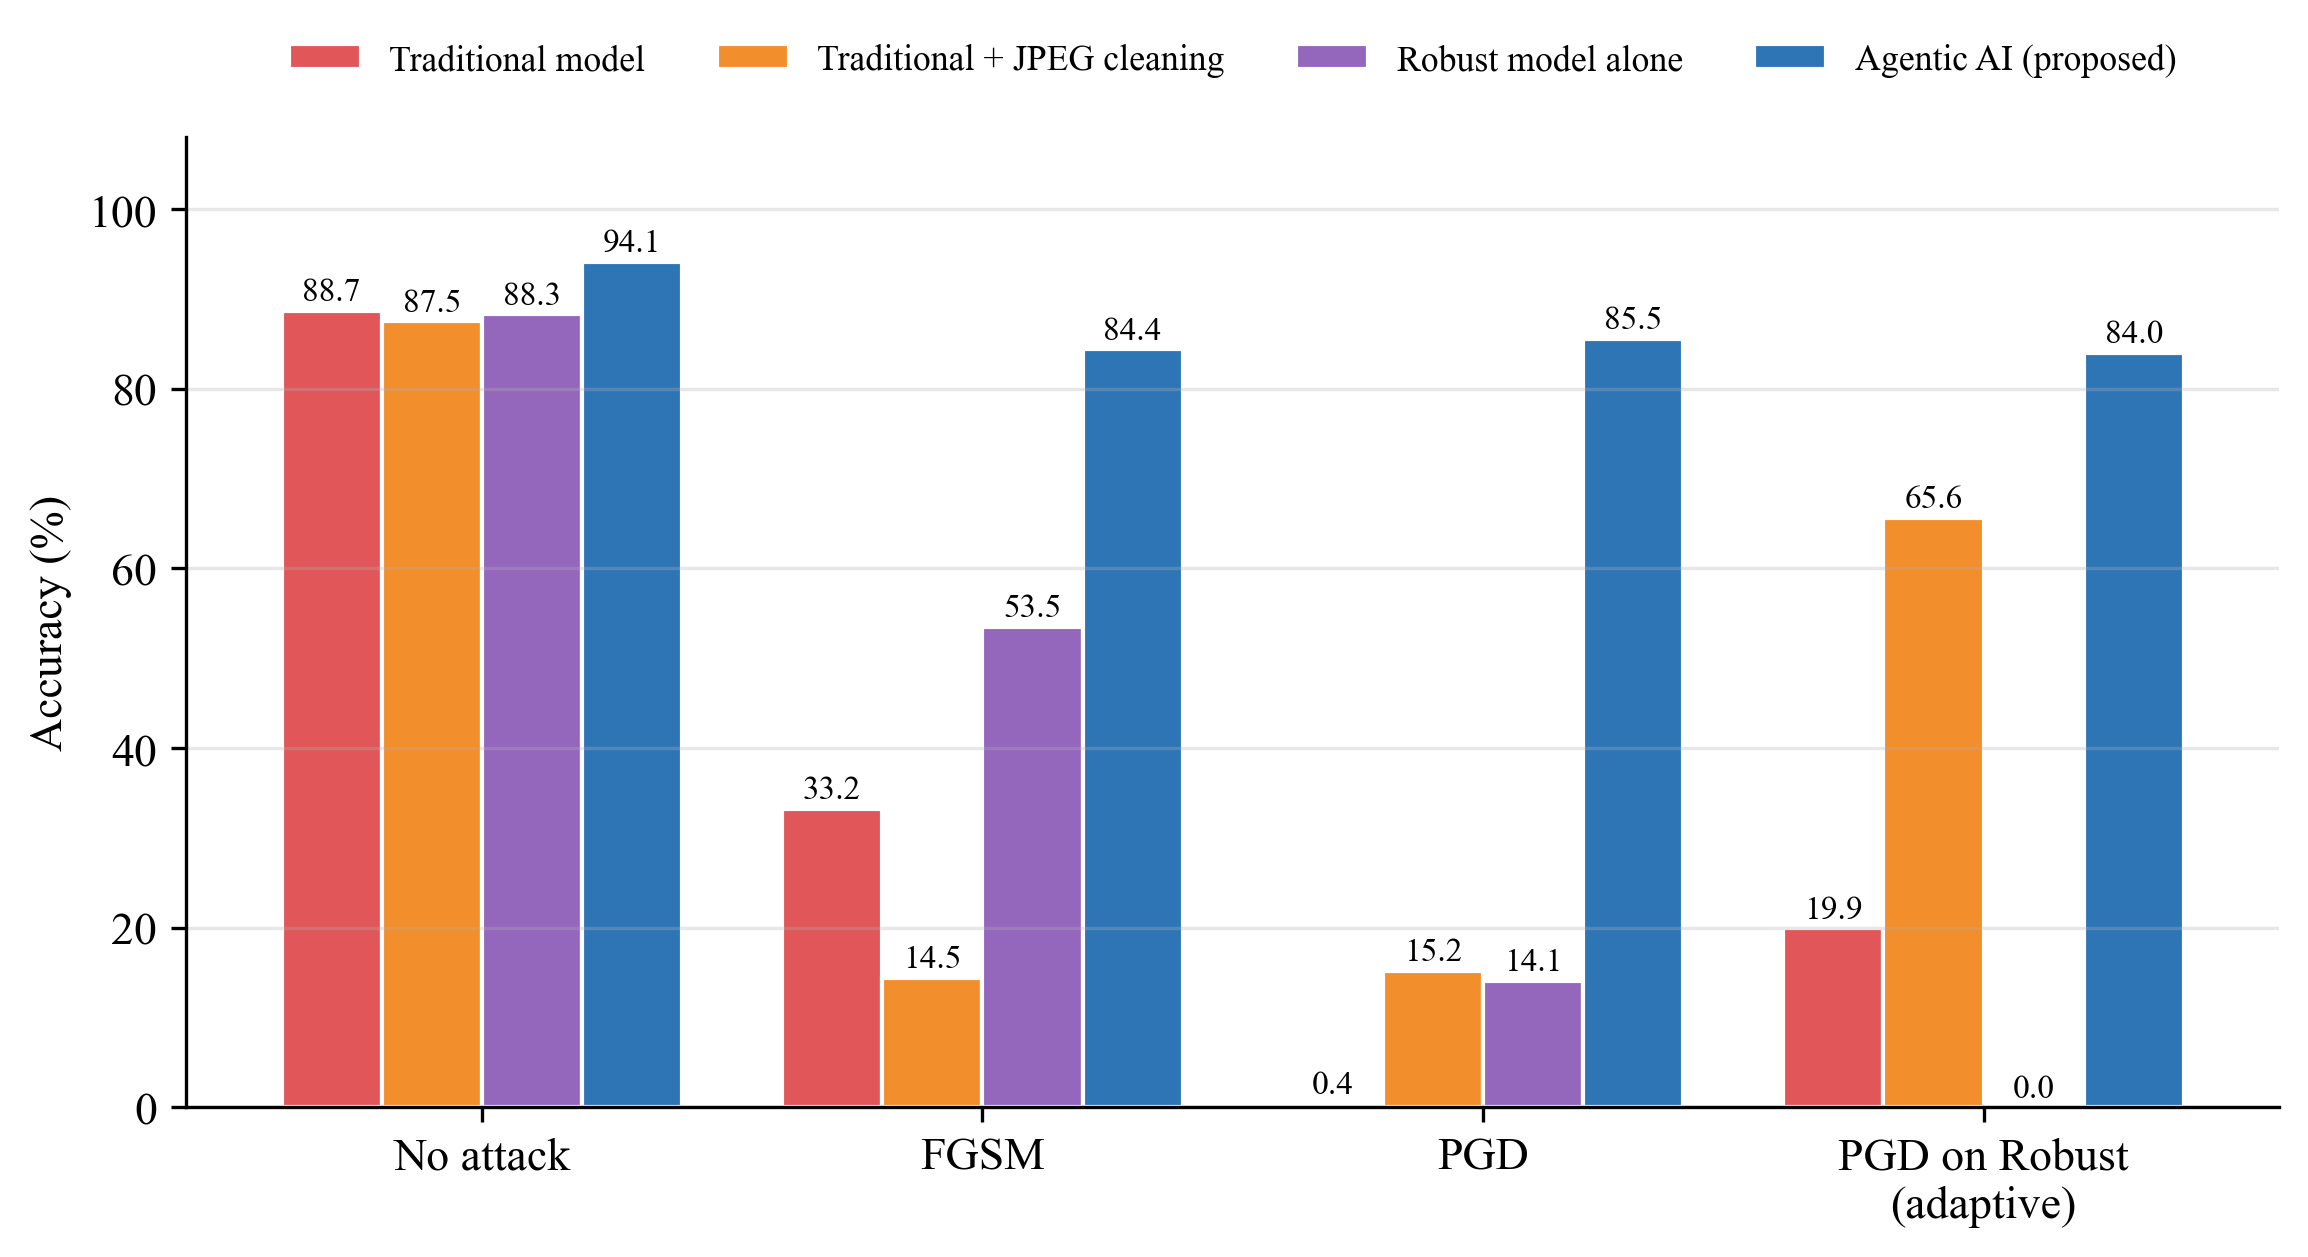 Traditional model
Traditional + JPEG cleaning
Robust model alone
Agentic AI (proposed)
Accuracy (%)
100
80
60
40
20
0
88.7
87.5
88.3
94.1
33.2
14.5
53.5
84.4
0.4
15.2
14.1
85.5
19.9
65.6
0.0
84.0
No attack
FGSM
PGD
PGD on Robust
(adaptive)